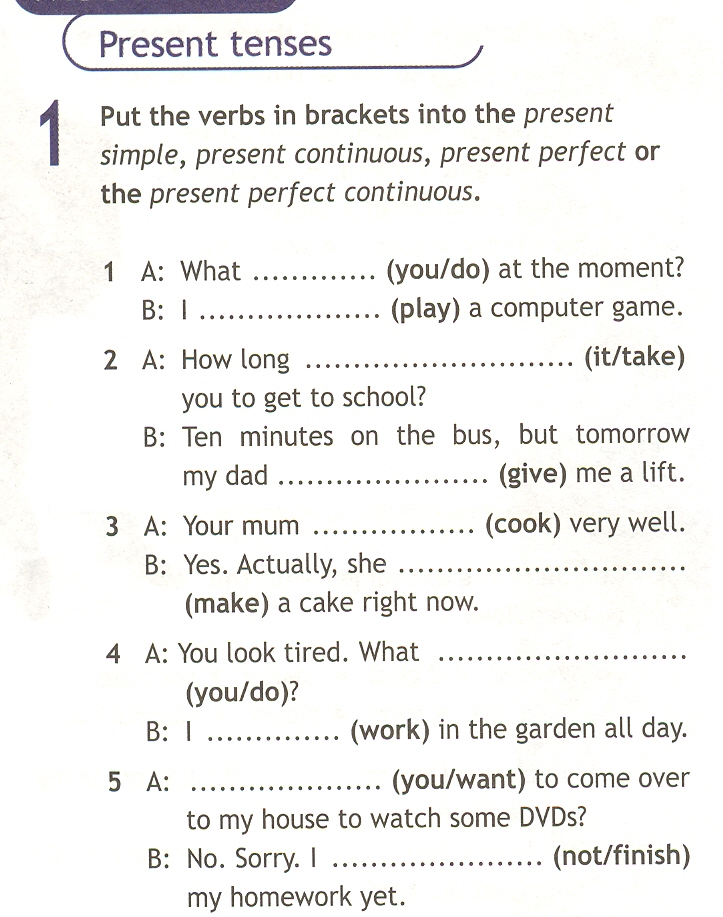 Present tenses
1 Put the verbs in brackets into the present
simple, present continuous, present perfect or
the present perfect continuous.
1 A: What ............. (you/do) at the moment?
B: I ................... (play) a computer game.
2 A: How long ............................ (it/take)
you to get to school?
B: Ten minutes on the bus, but tomorrow
my dad ...................... (give) me a lift.
3 A: Your mum ................. (cook) very well.
B: Yes. Actually, she ..............................
(make) a cake right now.
4 A: You look tired. What ..........................
(you/do)?
B: I .............. (work) in the garden all day.
5 A: .................... (you/want) to come over
to my house to watch some DVDs?
B: No. Sorry. I ...................... (not/finish)
my homework yet.